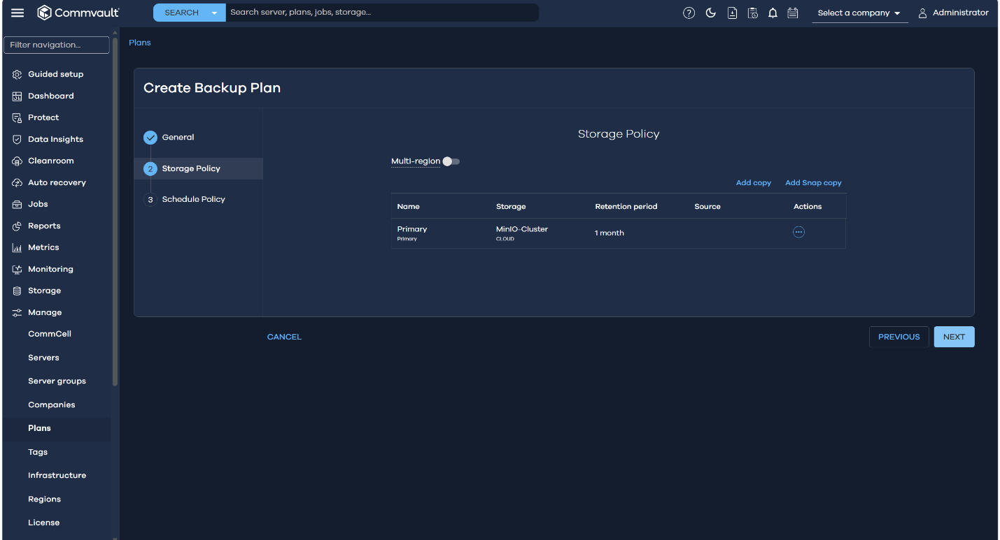 Commvault
SEARCH
Search server, plans, jobs, storage...
Select a company
Administrator
Filter navigation...
Guided setup
Dashboard
Protect
Data Insights
Cleanroom
Auto recovery
Jobs
Reports
Metrics
Monitoring
Storage
Manage
CommCell
Servers
Server groups
Companies
Plans
Tags
Infrastructure
Regions
License
Plans
Create Backup Plan
General
2 Storage Policy
3 Schedule Policy
Storage Policy
Multi-region
Add copy Add Snap copy
Name Storage Retention period Source Actions
Primary MinIO-Cluster 1 month
Primary CLOUD
CANCEL
PREVIOUS
NEXT